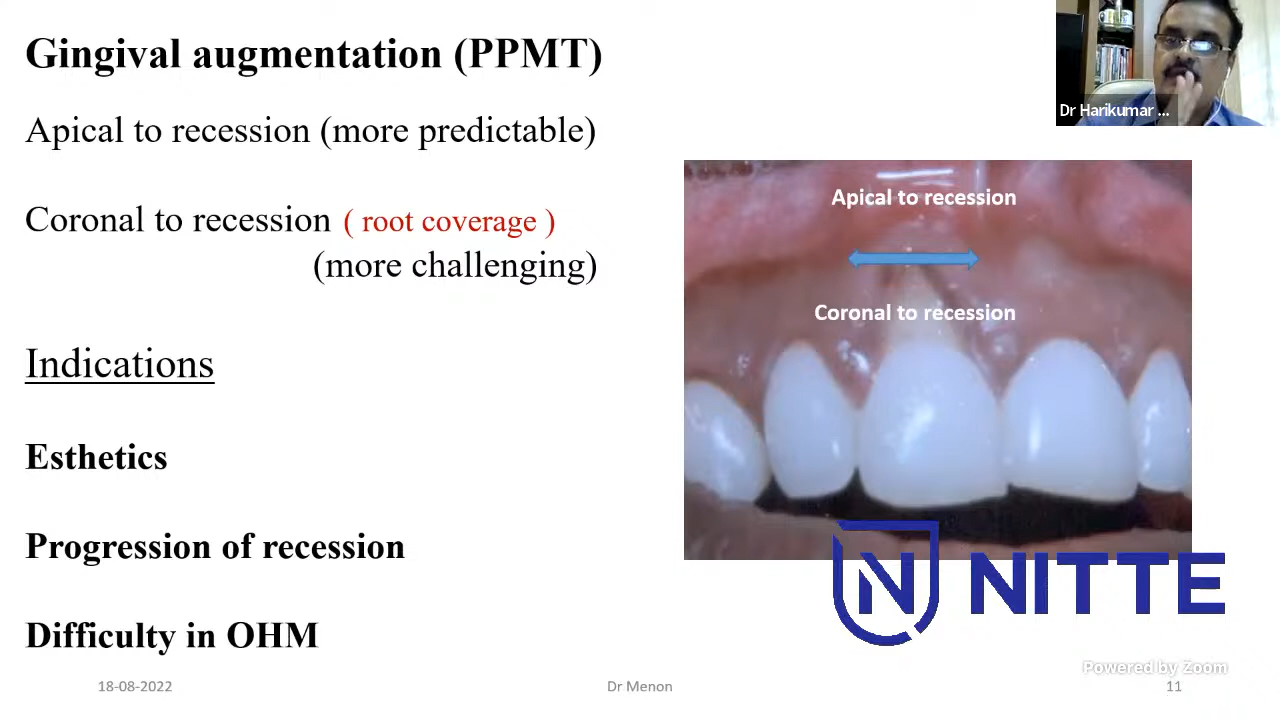 Gingival augmentation (PPMT)
Apical to recession (more predictable)
Coronal to recession ( root coverage )
(more challenging)
Indications
Esthetics
Progression of recession
Difficulty in OHM
Dr Harikumar ...
Apical to recession
Coronal to recession
N NITTE
Powered by Zoom
18-08-2022
Dr Menon
11